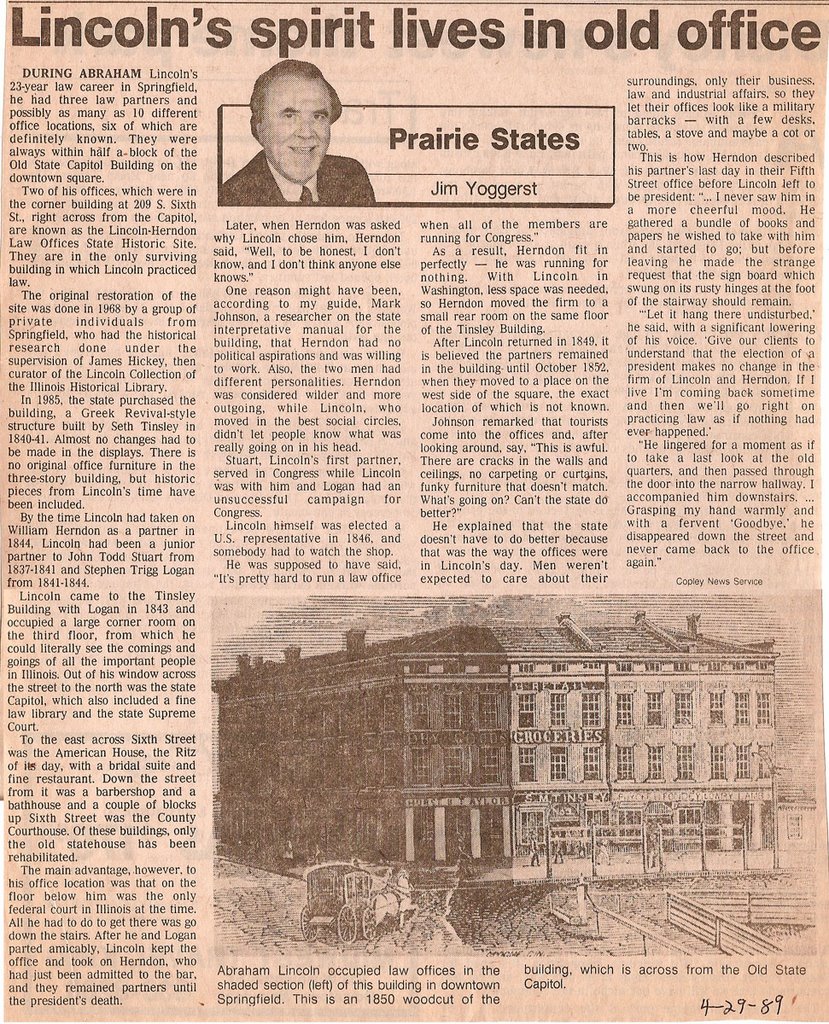 Lincoln's spirit lives in old office
DURING ABRAHAM Lincoln's
23-year law career in Springfield,
he had three law partners and
possibly as many as 10 different
office locations, six of which are
definitely known. They were
always within half a-block of the
Old State Capitol Building on the
downtown square.
Two of his offices, which were in
the corner building at 209 S. Sixth
St., right across from the Capitol,
are known as the Lincoln-Herndon
Law Offices State Historic Site.
They are in the only surviving
building in which Lincoln practiced
law.
The original restoration of the
site was done in 1968 by a group of
private individuals from
Springfield, who had the historical
research done under the
supervision of James Hickey, then
curator of the Lincoln Collection of
the Illinois Historical Library.
In 1985, the state purchased the
building, a Greek Revival-style
structure built by Seth Tinsley in
1840-41. Almost no changes had to
be made in the displays. There is
no original office furniture in the
three-story building, but historic
pieces from Lincoln's time have
been included.
By the time Lincoln had taken on
William Herndon as a partner in
1844, Lincoln had been a junior
partner to John Todd Stuart from
1837-1841 and Stephen Trigg Logan
from 1841-1844.
Lincoln came to the Tinsley
Building with Logan in 1843 and
occupied a large corner room on
the third floor, from which he
could literally see the comings and
goings of all the important people
in Illinois. Out of his window across
the street to the north was the state
Capitol, which also included a fine
law library and the state Supreme
Court.
To the east across Sixth Street
was the American House, the Ritz
of its day, with a bridal suite and
fine restaurant. Down the street
from it was a barbershop and a
bathhouse and a couple of blocks
up Sixth Street was the County
Courthouse. Of these buildings, only
the old statehouse has been
rehabilitated.
The main advantage, however, to
his office location was that on the
floor below him was the only
federal court in Illinois at the time.
All he had to do to get there was go
down the stairs. After he and Logan
parted amicably, Lincoln kept the
office and took on Herndon, who
had just been admitted to the bar,
and they remained partners until
the president's death.
Prairie States
Jim Yoggerst
Later, when Herndon was asked
why Lincoln chose him, Herndon
said, "Well, to be honest, I don't
know, and I don't think anyone else
knows."
One reason might have been,
according to my guide, Mark
Johnson, a researcher on the state
interpretative manual for the
building, that Herndon had no
political aspirations and was willing
to work. Also, the two men had
different personalities. Herndon
was considered wilder and more
outgoing, while Lincoln, who
moved in the best social circles,
didn't let people know what was
really going on in his head.
Stuart, Lincoln's first partner,
served in Congress while Lincoln
was with him and Logan had an
unsuccessful campaign for
Congress.
Lincoln himself was elected a
U.S. representative in 1846, and
somebody had to watch the shop.
He was supposed to have said,
"It's pretty hard to run a law office
when all of the members are
running for Congress."
As a result, Herndon fit in
perfectly — he was running for
nothing. With Lincoln in
Washington, less space was needed,
so Herndon moved the firm to a
small rear room on the same floor
of the Tinsley Building.
After Lincoln returned in 1849, it
is believed the partners remained
in the building until October 1852,
when they moved to a place on the
west side of the square, the exact
location of which is not known.
Johnson remarked that tourists
come into the offices and, after
looking around, say, "This is awful.
There are cracks in the walls and
ceilings, no carpeting or curtains,
funky furniture that doesn't match.
What's going on? Can't the state do
better?"
He explained that the state
doesn't have to do better because
that was the way the offices were
in Lincoln's day. Men weren't
expected to care about their
surroundings, only their business,
law and industrial affairs, so they
let their offices look like a military
barracks — with a few desks,
tables, a stove and maybe a cot or
two.
This is how Herndon described
his partner's last day in their Fifth
Street office before Lincoln left to
be president: "... I never saw him in
a more cheerful mood. He
gathered a bundle of books and
papers he wished to take with him
and started to go; but before
leaving he made the strange
request that the sign board which
swung on its rusty hinges at the foot
of the stairway should remain.
"'Let it hang there undisturbed,'
he said, with a significant lowering
of his voice. 'Give our clients to
understand that the election of a
president makes no change in the
firm of Lincoln and Herndon. If I
live I'm coming back sometime
and then we'll go right on
practicing law as if nothing had
ever happened.'
"He lingered for a moment as if
to take a last look at the old
quarters, and then passed through
the door into the narrow hallway. I
accompanied him downstairs. ...
Grasping my hand warmly and
with a fervent 'Goodbye,' he
disappeared down the street and
never came back to the office
again."
Copley News Service
GROCERIES
HURST & TAYLOR
S.M. TINSLEY
Abraham Lincoln occupied law offices in the
shaded section (left) of this building in downtown
Springfield. This is an 1850 woodcut of the
building, which is across from the Old State
Capitol.
4-29-89